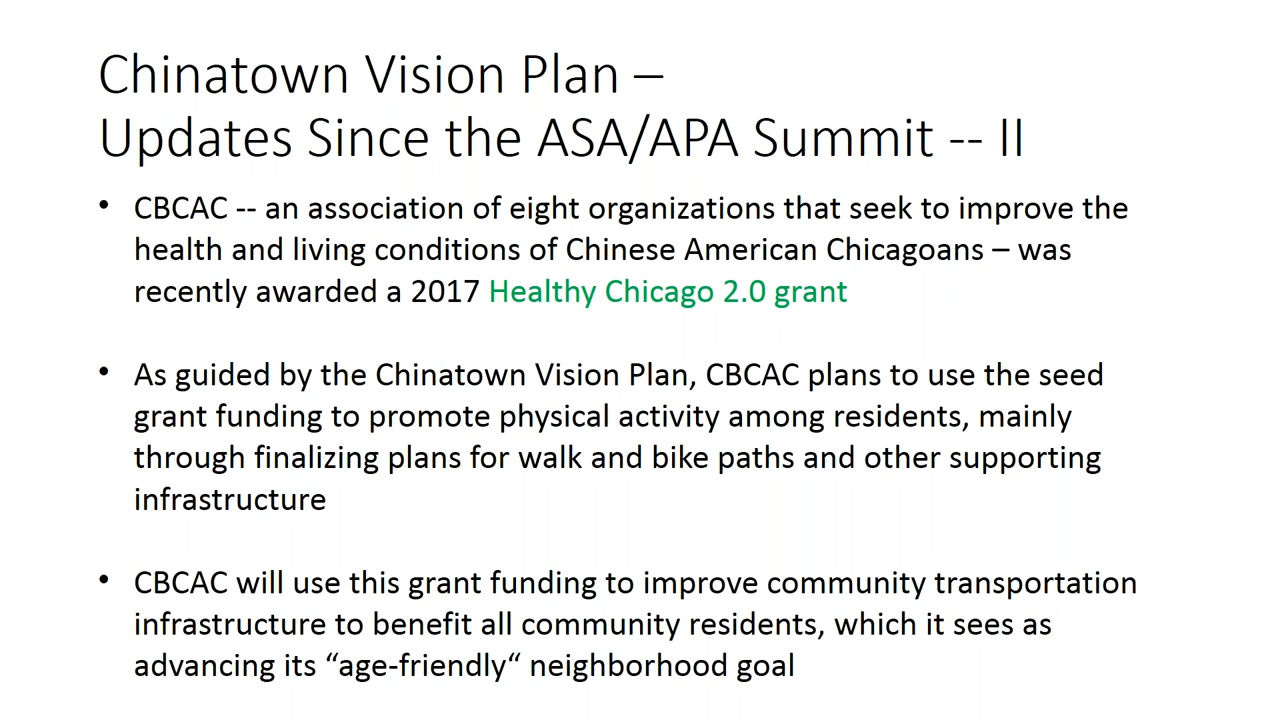 Chinatown Vision Plan –
Updates Since the ASA/APA Summit -- II
• CBCAC -- an association of eight organizations that seek to improve the
health and living conditions of Chinese American Chicagoans – was
recently awarded a 2017 Healthy Chicago 2.0 grant
• As guided by the Chinatown Vision Plan, CBCAC plans to use the seed
grant funding to promote physical activity among residents, mainly
through finalizing plans for walk and bike paths and other supporting
infrastructure
• CBCAC will use this grant funding to improve community transportation
infrastructure to benefit all community residents, which it sees as
advancing its “age-friendly“ neighborhood goal